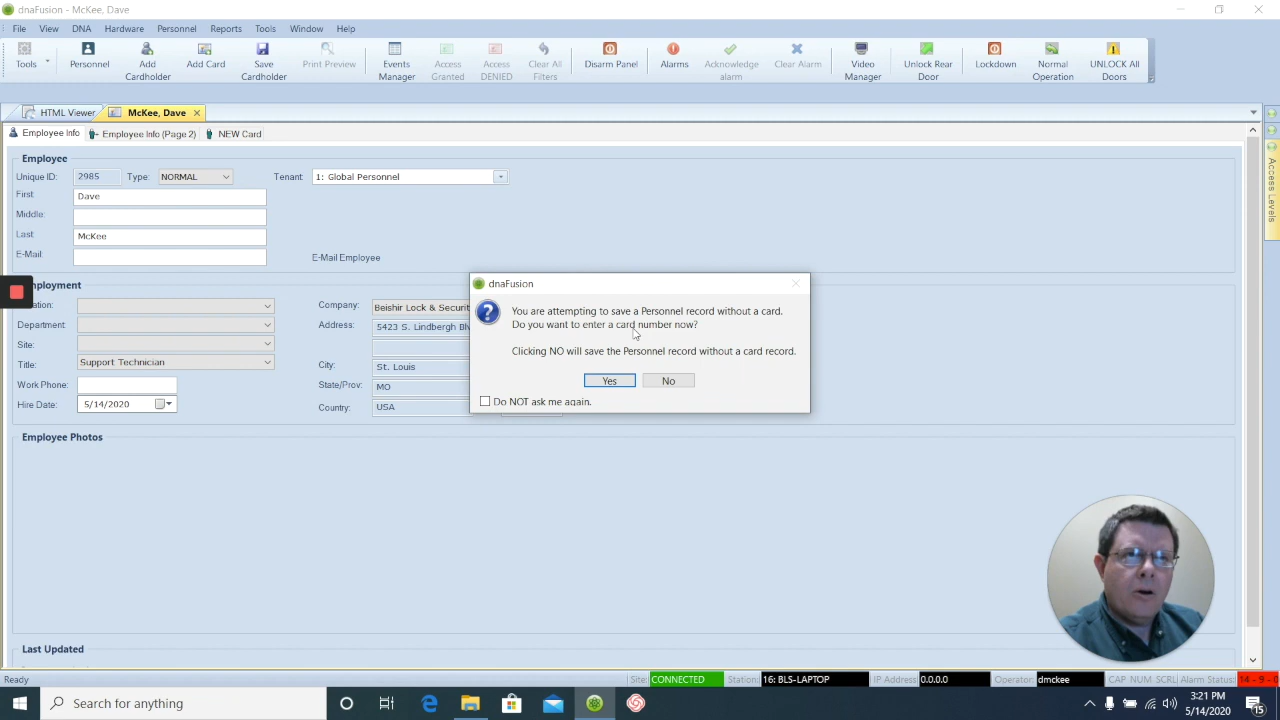 dnaFusion - McKee, Dave
File View DNA Hardware Personnel Reports Tools Window Help
Tools Personnel Add Cardholder Add Card Save Cardholder Print Preview Events Manager Access Granted Access DENIED Clear All Filters Disarm Panel Alarms Acknowledge alarm Clear Alarm Video Manager Unlock Rear Door Lockdown Normal Operation UNLOCK All Doors
HTML Viewer McKee, Dave
Employee Info Employee Info (Page 2) NEW Card
Access Levels
Employee
Unique ID: 2985 Type: NORMAL Tenant 1: Global Personnel
First: Dave
Middle:
Last: McKee
E-Mail: E-Mail Employee
Company: Beishir Lock & Securit
Department: Address: 5423 S. Lindbergh
Site:
Title: Support Technician City: St. Louis
Work Phone: State/Prov: MO
Hire Date: 5/14/2020 Country: USA
dnaFusion
You are attempting to save a Personnel record without a card.
Do you want to enter a card number now?
Clicking NO will save the Personnel record without a card record.
Yes No
Do NOT ask me again.
Employee Photos
Last Updated
Ready Site: CONNECTED Station: 16: BLS-LAPTOP IP Address: 0.0.0.0 Operator: dmckee CAP NUM SCRL Alarm Status: 14 - 9 - 0
Search for anything
3:21 PM
5/14/2020
15